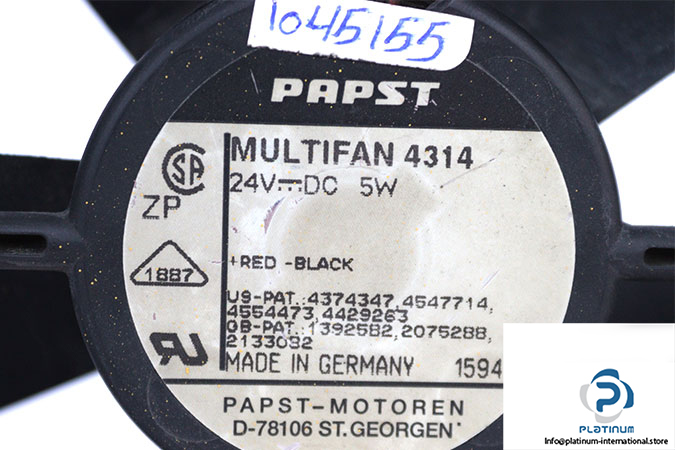 1045155
PAPST
MULTIFAN 4314
24V⎓DC 5W
SA
ZP
+RED -BLACK
1887
US-PAT.:4374347,4547714,
4554473,4429263
GB-PAT.:1392582,2075288,
2133082
MADE IN GERMANY 1594
PAPST-MOTOREN
D-78106 ST.GEORGEN
PLATINUM
Info@platinum-international.store